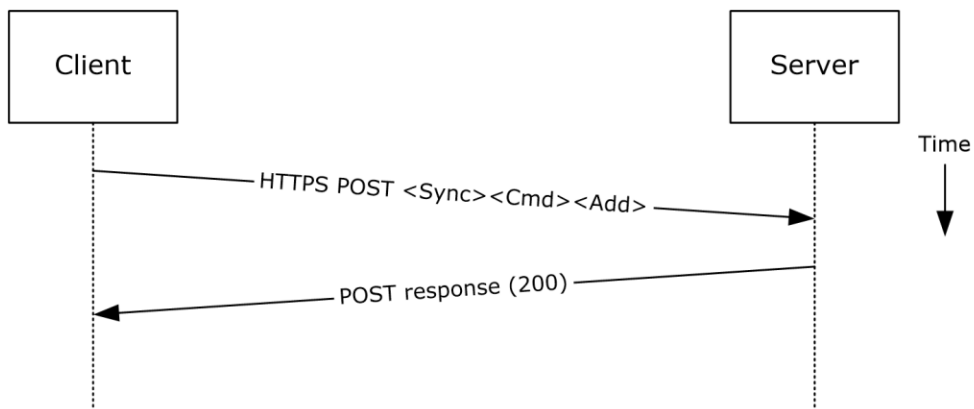 Client
Server
Time
HTTPS POST <Sync><Cmd><Add>
POST response (200)